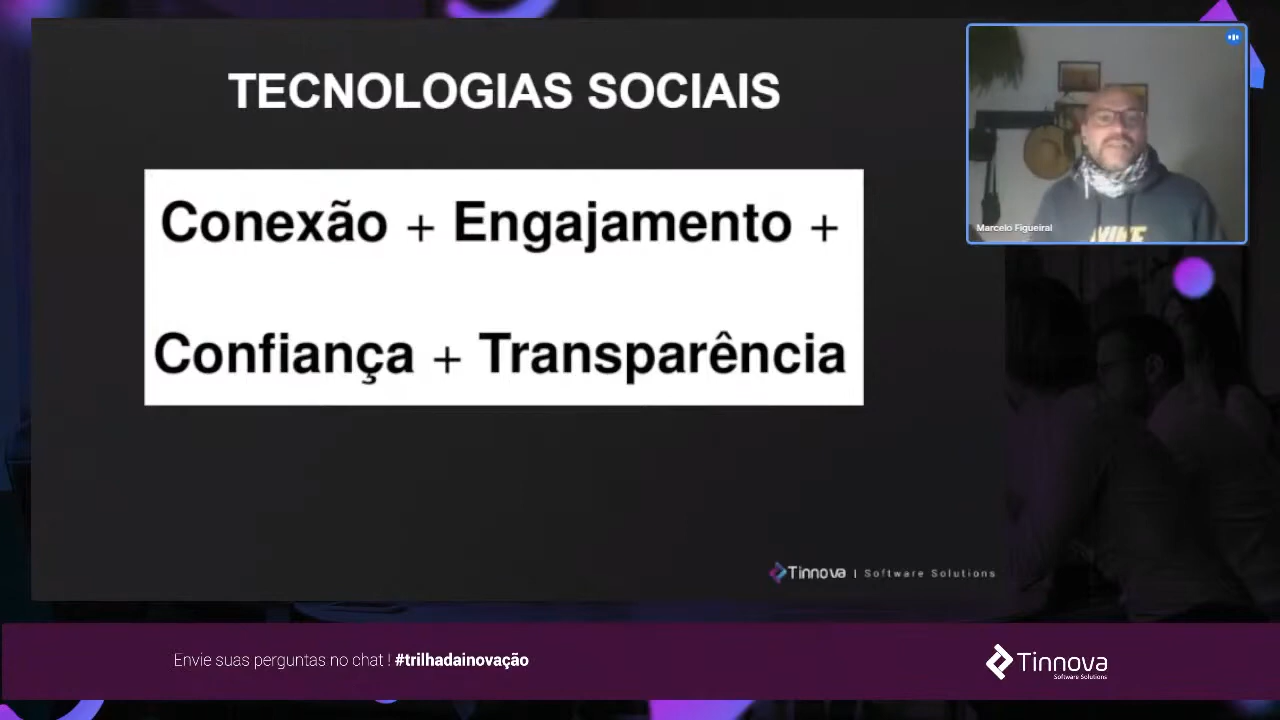 TECNOLOGIAS SOCIAIS
Conexão + Engajamento +
Confiança + Transparência
Marcelo Figueiral
NIKE
Tinnova | Software Solutions
Envie suas perguntas no chat ! #trilhadainovação
Tinnova
Software Solutions